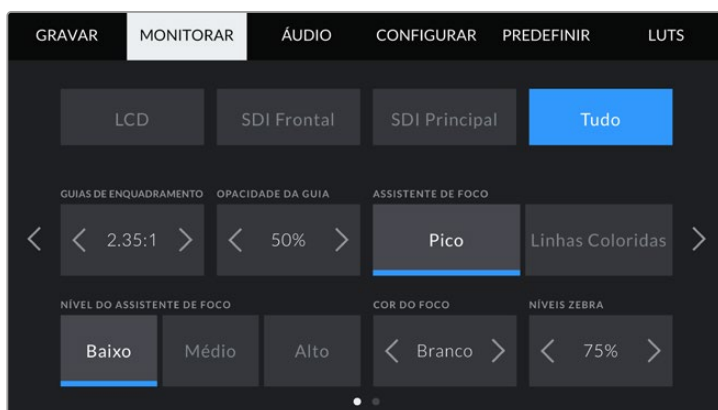 GRAVAR MONITORAR ÁUDIO CONFIGURAR PREDEFINIR LUTS
LCD SDI Frontal SDI Principal Tudo
GUIAS DE ENQUADRAMENTO OPACIDADE DA GUIA ASSISTENTE DE FOCO
2.35:1 50% Pico Linhas Coloridas
NÍVEL DO ASSISTENTE DE FOCO COR DO FOCO NÍVEIS ZEBRA
Baixo Médio Alto Branco 75%